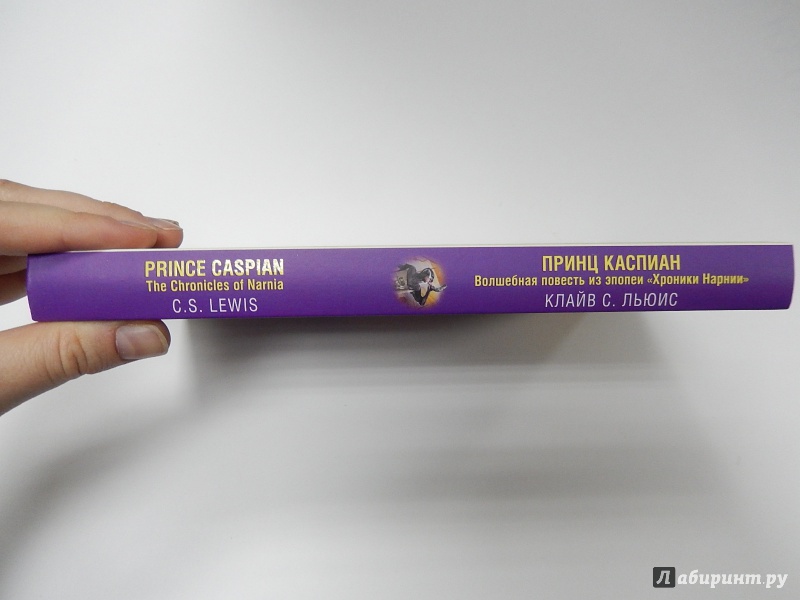 PRINCE CASPIAN
The Chronicles of Narnia
C.S. LEWIS
ПРИНЦ КАСПИАН
Волшебная повесть из эпопеи «Хроники Нарнии»
КЛАЙВ С. ЛЬЮИС
Лабиринт.ру